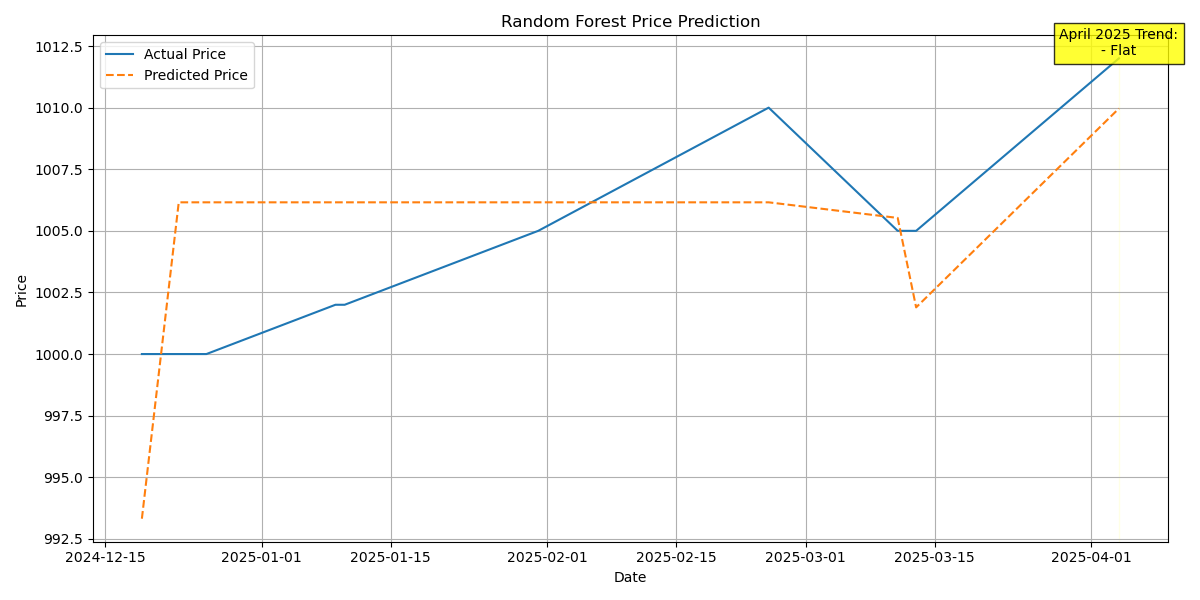 Random Forest Price Prediction
April 2025 Trend:
- Flat
Actual Price
Predicted Price
Price
1012.5
1010.0
1007.5
1005.0
1002.5
1000.0
997.5
995.0
992.5
2024-12-15
2025-01-01
2025-01-15
2025-02-01
2025-02-15
2025-03-01
2025-03-15
2025-04-01
Date